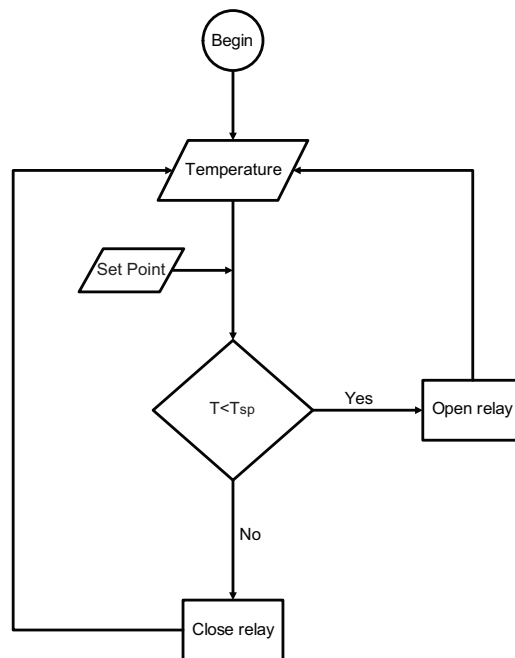 Begin
Temperature
Set Point
T<Tsp
Yes
Open relay
No
Close relay